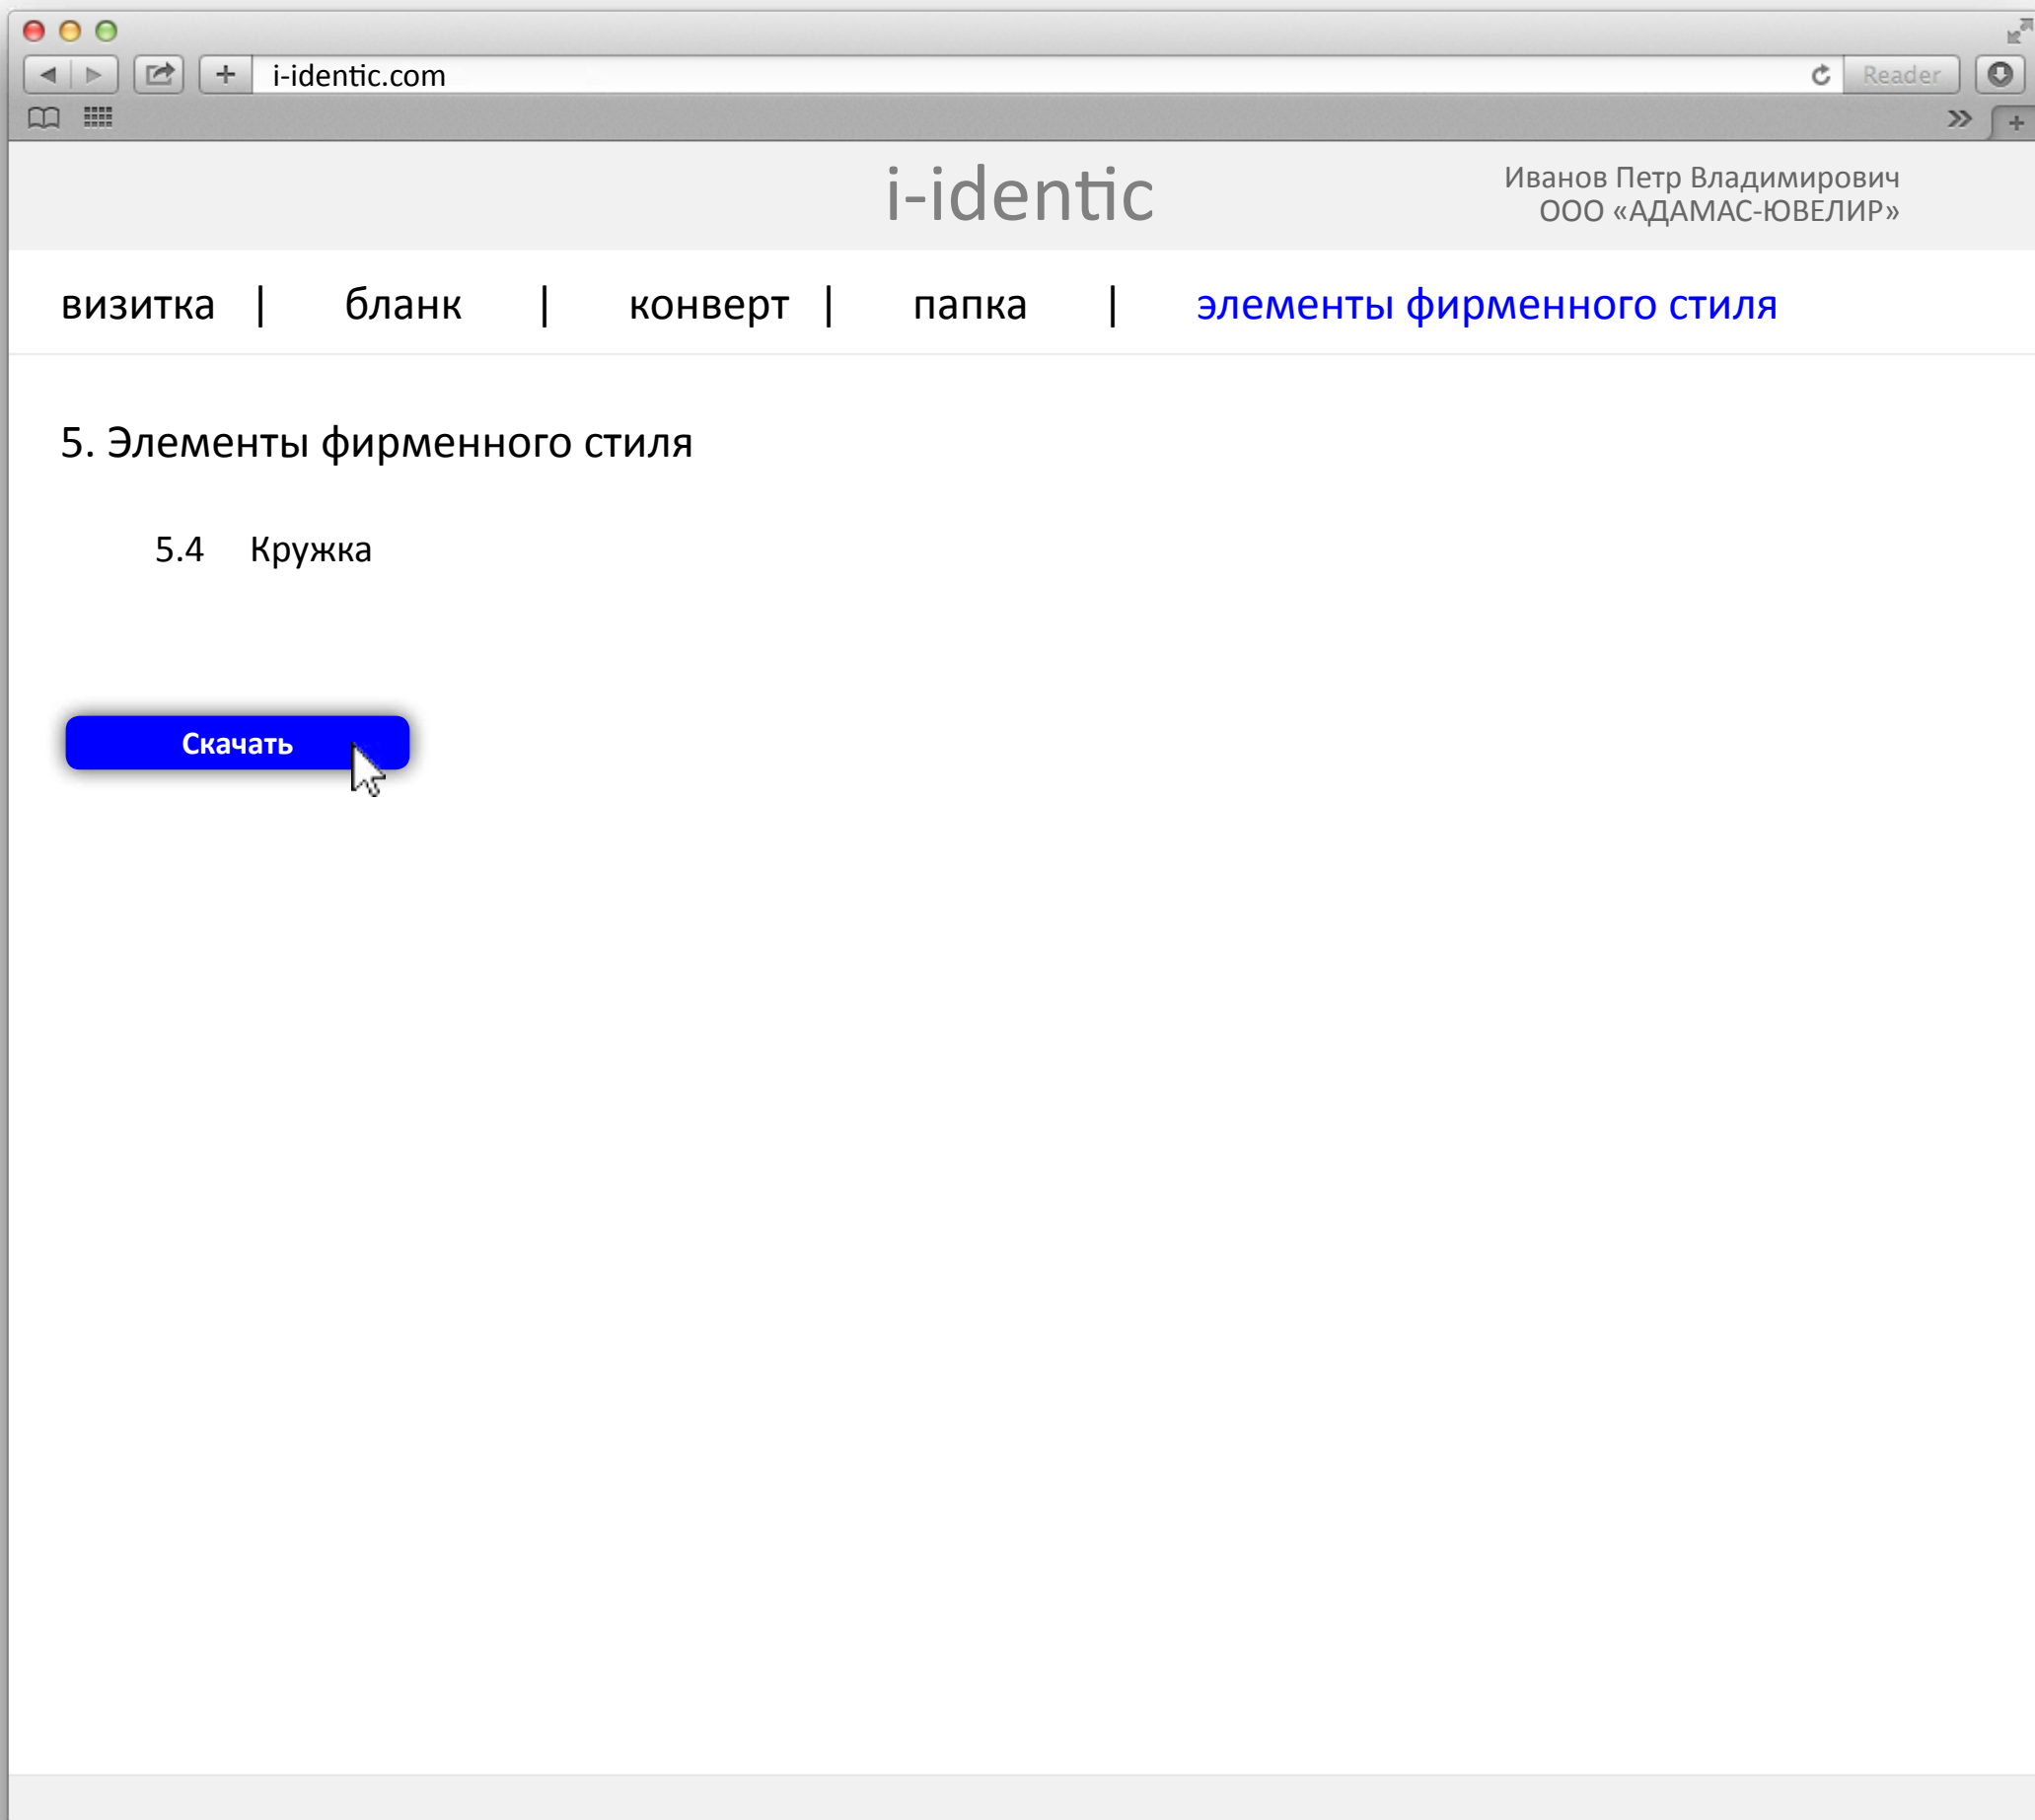 i-identic.com
Reader
i-identic
Иванов Петр Владимирович
ООО «АДАМАС-ЮВЕЛИР»
визитка | бланк | конверт | папка | элементы фирменного стиля
5. Элементы фирменного стиля
5.4 Кружка
Скачать